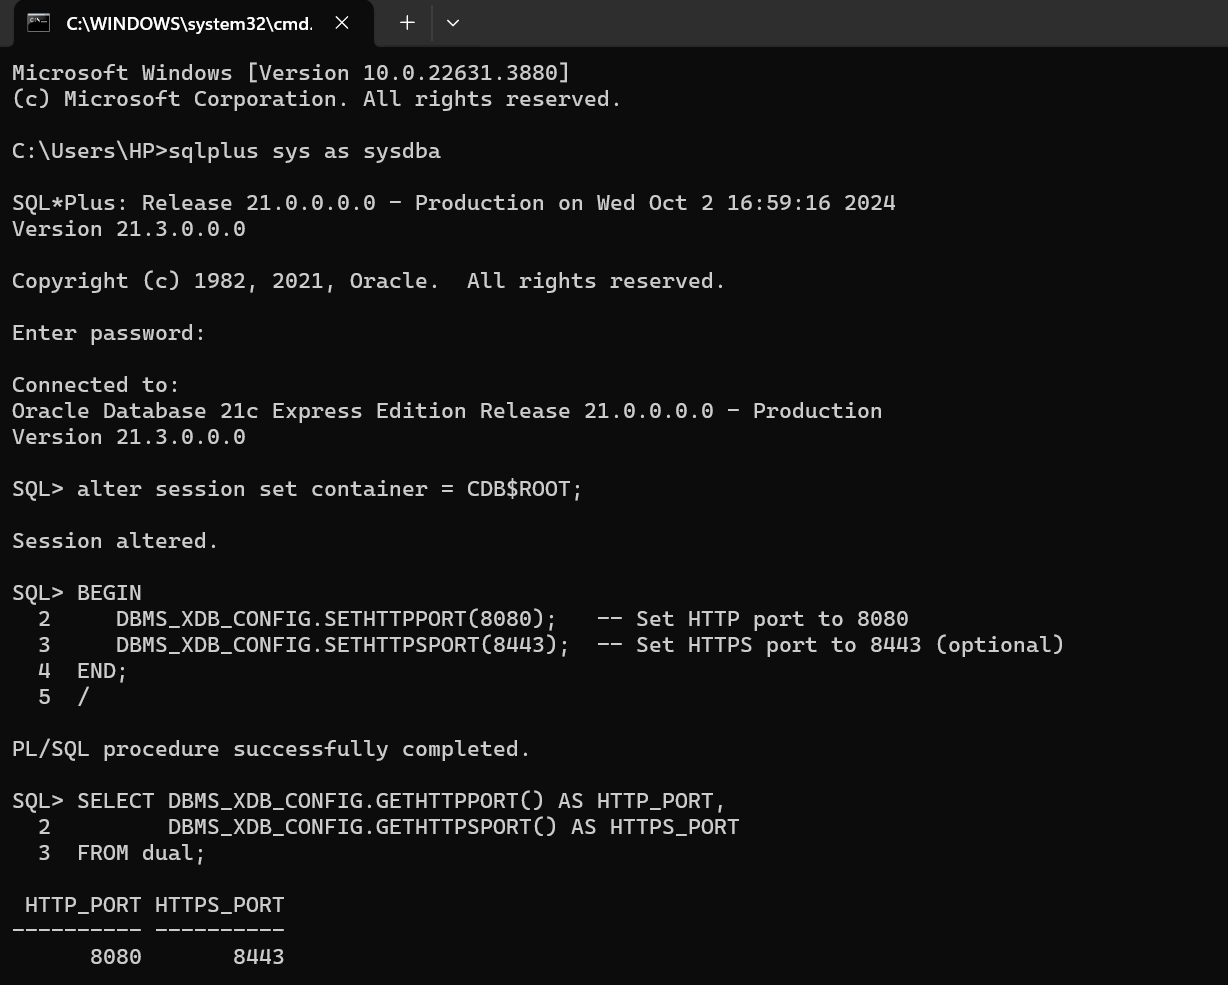 C:\WINDOWS\system32\cmd.
Microsoft Windows [Version 10.0.22631.3880]
(c) Microsoft Corporation. All rights reserved.
C:\Users\HP>sqlplus sys as sysdba
SQL*Plus: Release 21.0.0.0.0 - Production on Wed Oct 2 16:59:16 2024
Version 21.3.0.0.0
Copyright (c) 1982, 2021, Oracle.  All rights reserved.
Enter password:
Connected to:
Oracle Database 21c Express Edition Release 21.0.0.0.0 - Production
Version 21.3.0.0.0
SQL> alter session set container = CDB$ROOT;
Session altered.
SQL> BEGIN
  2     DBMS_XDB_CONFIG.SETHTTPPORT(8080);   -- Set HTTP port to 8080
  3     DBMS_XDB_CONFIG.SETHTTPSPORT(8443);  -- Set HTTPS port to 8443 (optional)
  4  END;
  5  /
PL/SQL procedure successfully completed.
SQL> SELECT DBMS_XDB_CONFIG.GETHTTPPORT() AS HTTP_PORT,
  2         DBMS_XDB_CONFIG.GETHTTPSPORT() AS HTTPS_PORT
  3  FROM dual;
 HTTP_PORT HTTPS_PORT
---------- ----------
      8080       8443